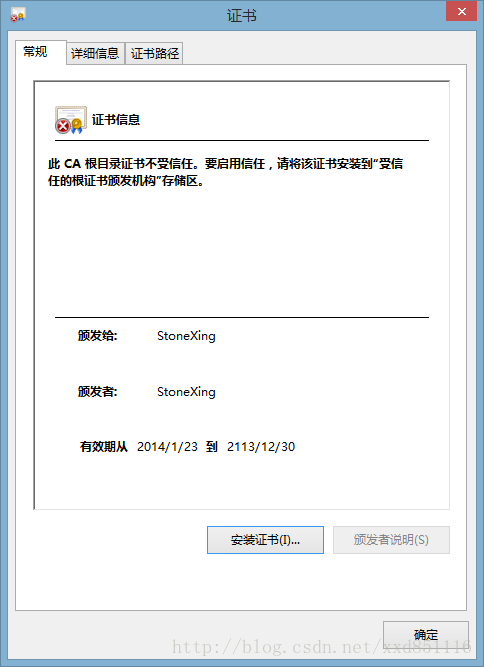 证书
常规 详细信息 证书路径
证书信息
此 CA 根目录证书不受信任。要启用信任，请将该证书安装到“受信
任的根证书颁发机构”存储区。
颁发给: StoneXing
颁发者: StoneXing
有效期从 2014/1/23 到 2113/12/30
安装证书(I)... 颁发者说明(S)
确定
http://blog.csdn.net/xxd851116